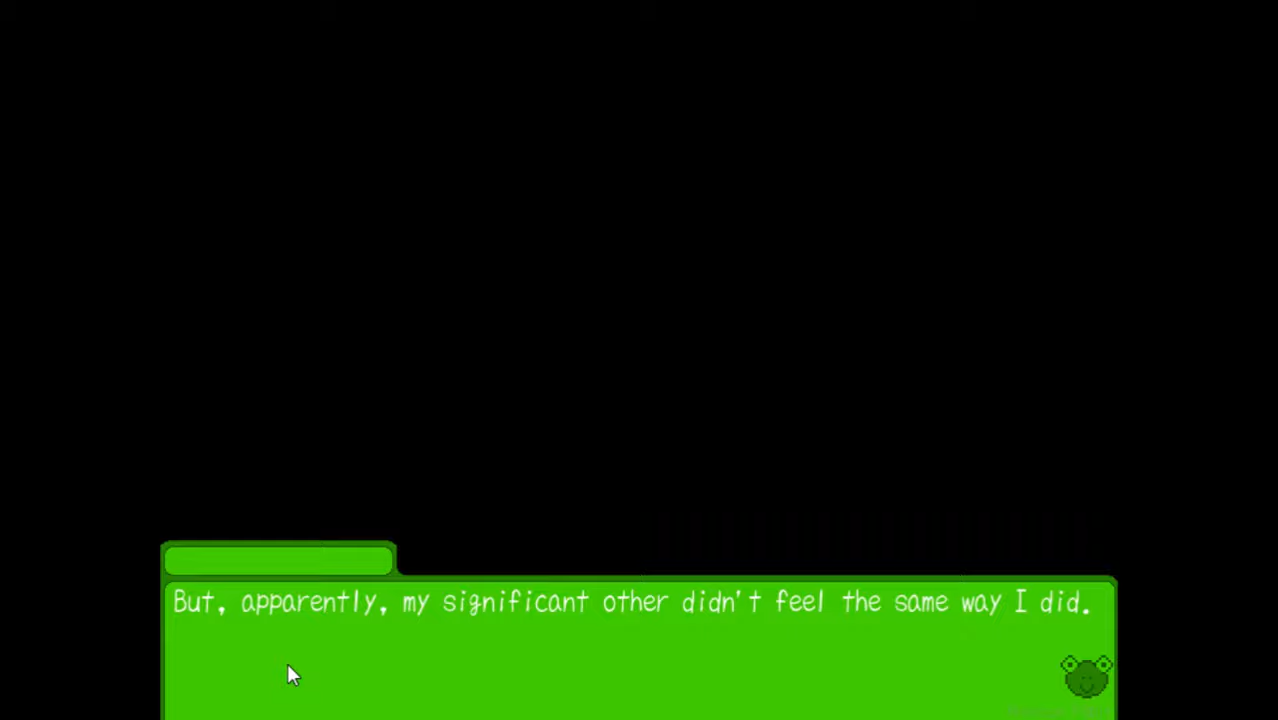 But, apparently, my significant other didn't feel the same way I did.